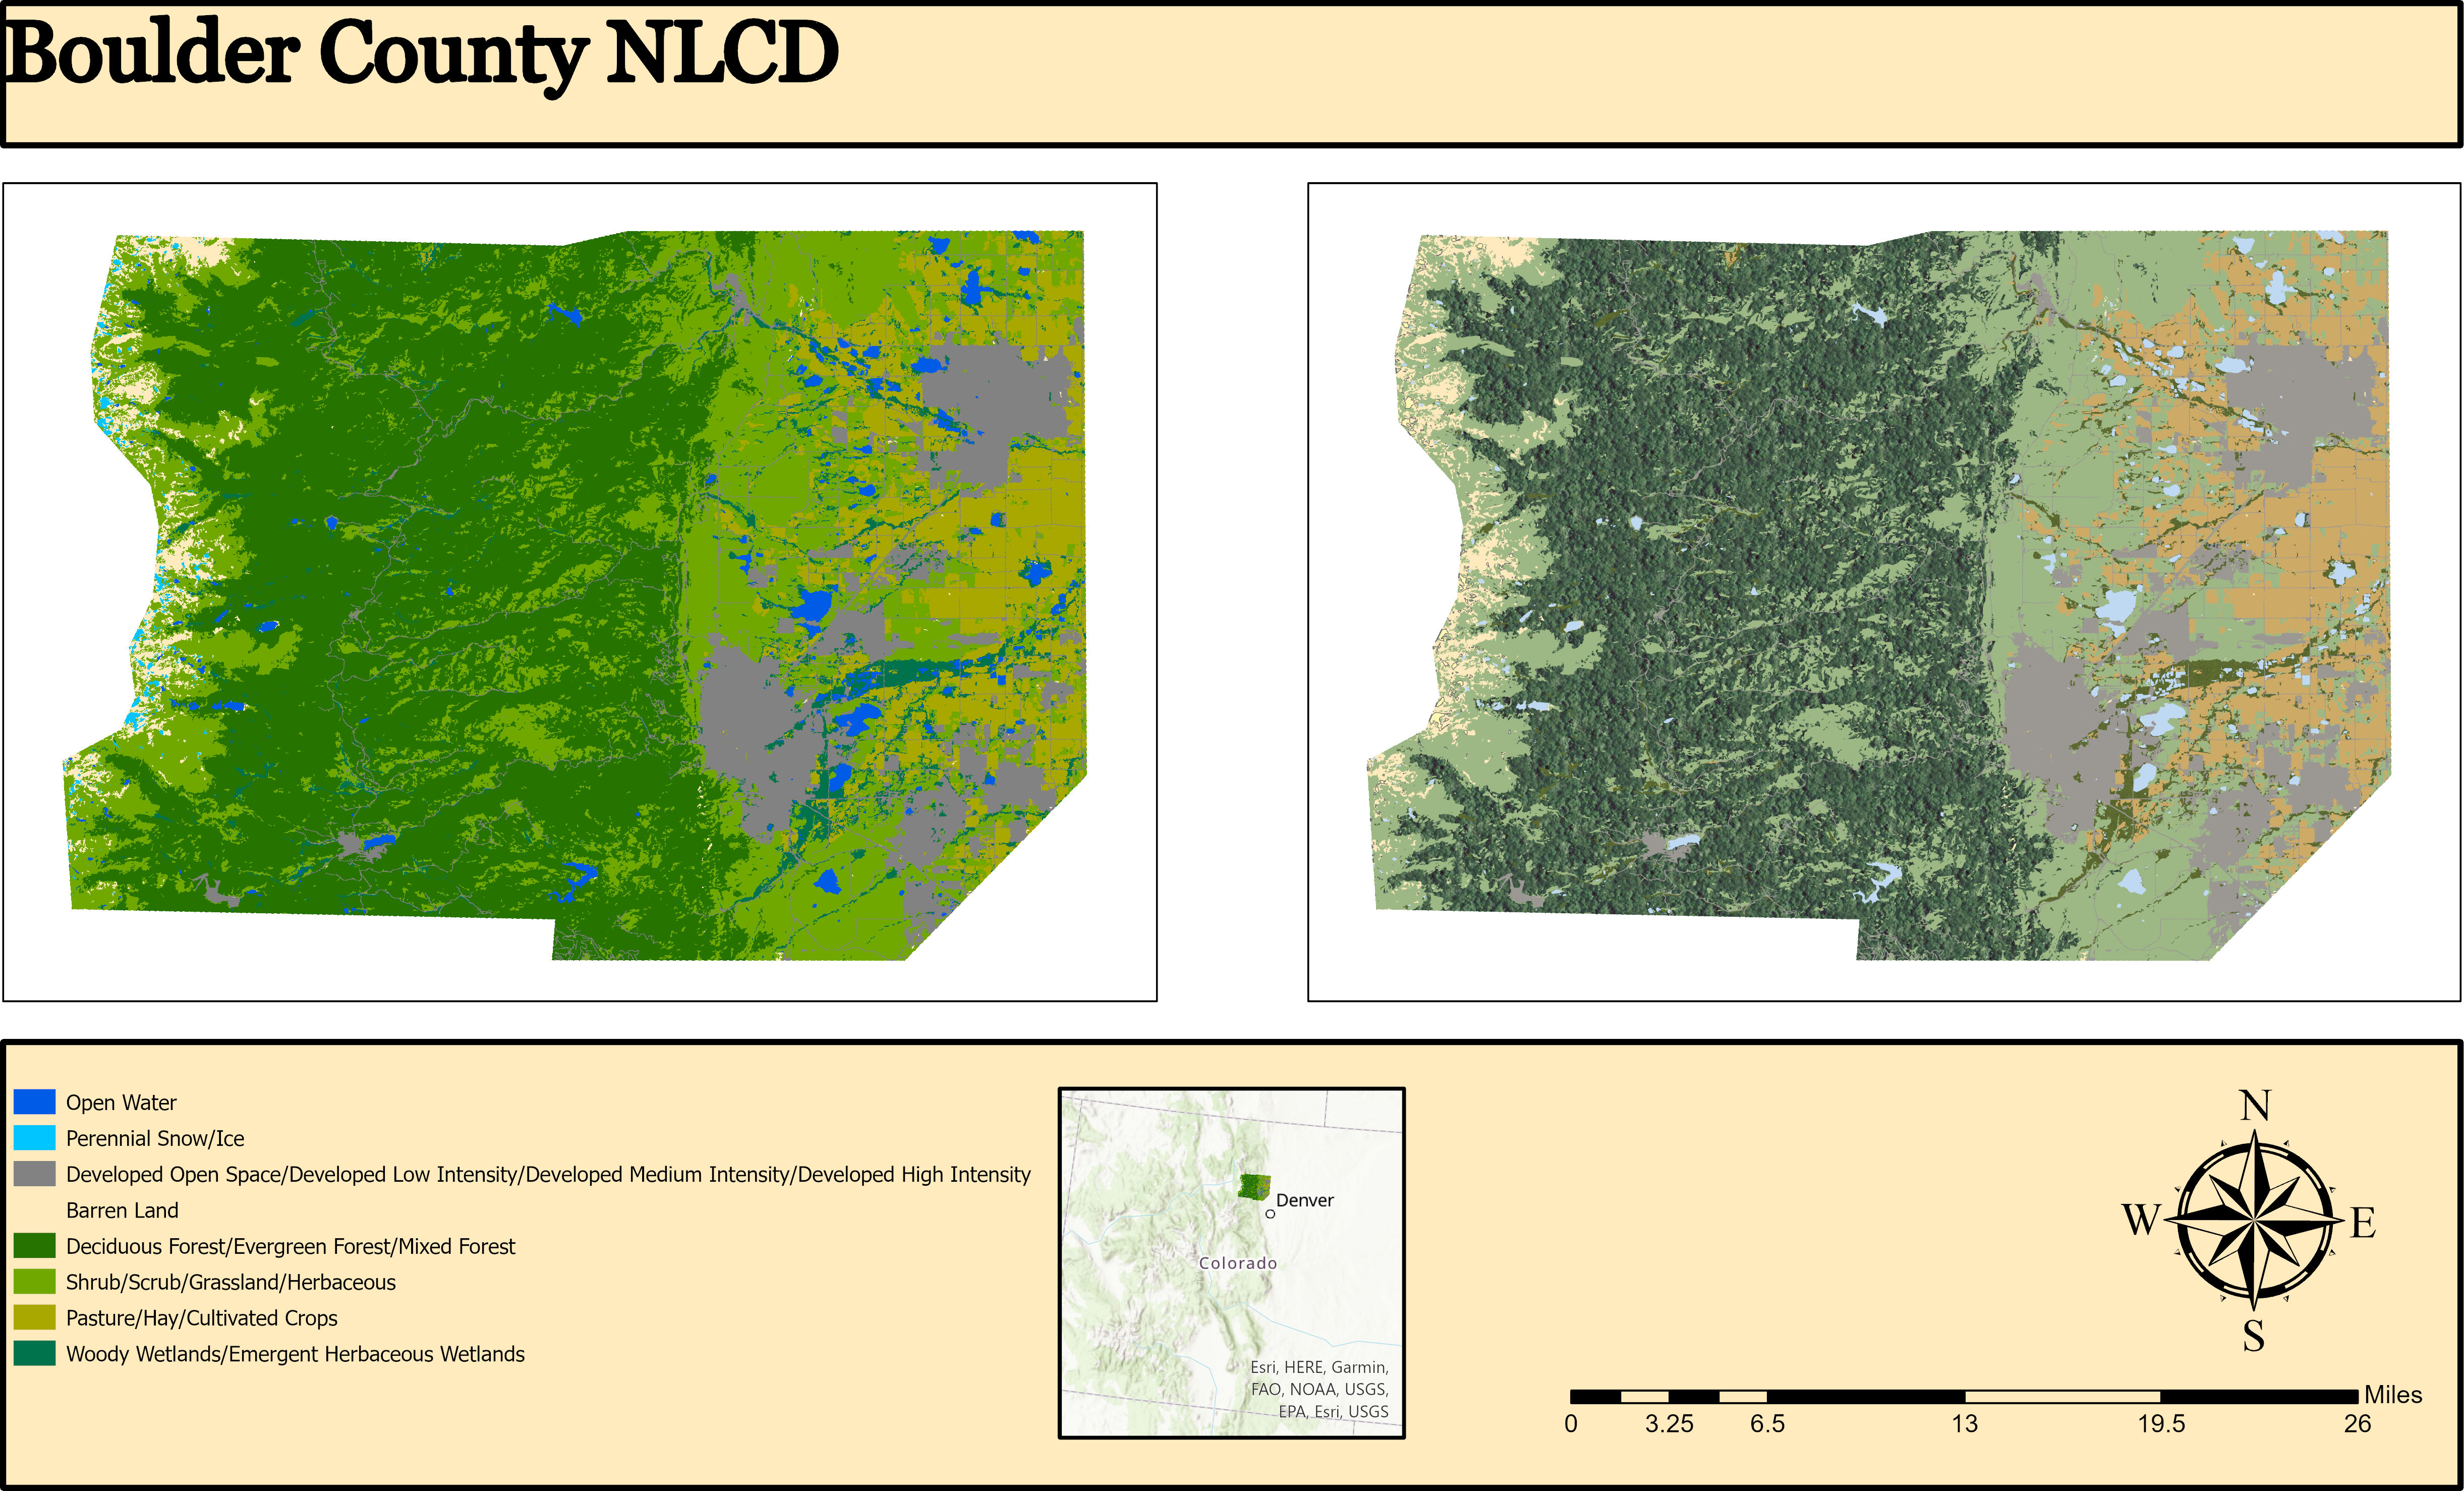 Boulder County NLCD
Open Water
Perennial Snow/Ice
Developed Open Space/Developed Low Intensity/Developed Medium Intensity/Developed High Intensity
Barren Land
Deciduous Forest/Evergreen Forest/Mixed Forest
Shrub/Scrub/Grassland/Herbaceous
Pasture/Hay/Cultivated Crops
Woody Wetlands/Emergent Herbaceous Wetlands
Denver
Colorado
Esri, HERE, Garmin,
FAO, NOAA, USGS,
EPA, Esri, USGS
N
W E
S
Miles
0 3.25 6.5 13 19.5 26